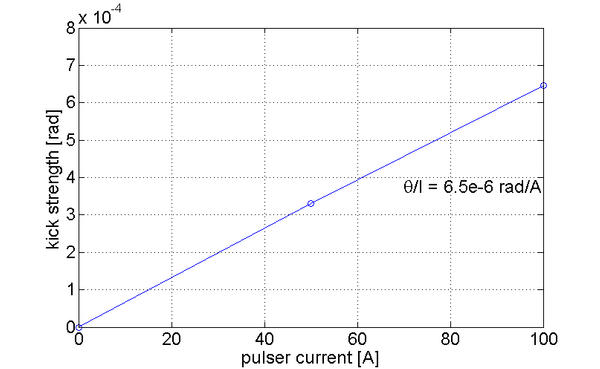 x 10-4
8
7
6
5
4
3
2
1
0
kick strength [rad]
θ/I = 6.5e-6 rad/A
0 20 40 60 80 100
pulser current [A]